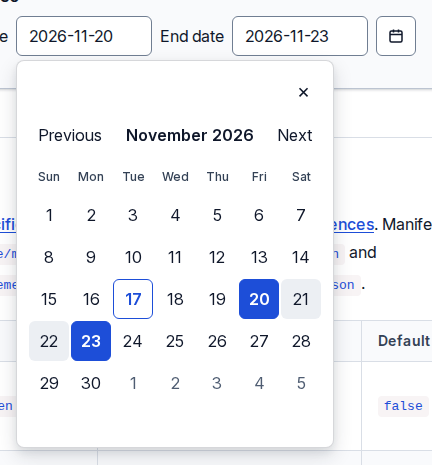 2026-11-20 End date 2026-11-23
×
Previous November 2026 Next
Sun Mon Tue Wed Thu Fri Sat
1 2 3 4 5 6 7
8 9 10 11 12 13 14
15 16 17 18 19 20 21
22 23 24 25 26 27 28
29 30 1 2 3 4 5
. Manife
and
.
Default
false